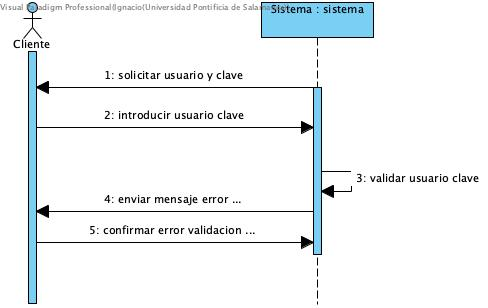 Visual Paradigm Professional(Ignacio(Universidad Pontificia de Salama
Sistema : sistema
Cliente
1: solicitar usuario y clave
2: introducir usuario clave
3: validar usuario clave
4: enviar mensaje error ...
5: confirmar error validacion ...